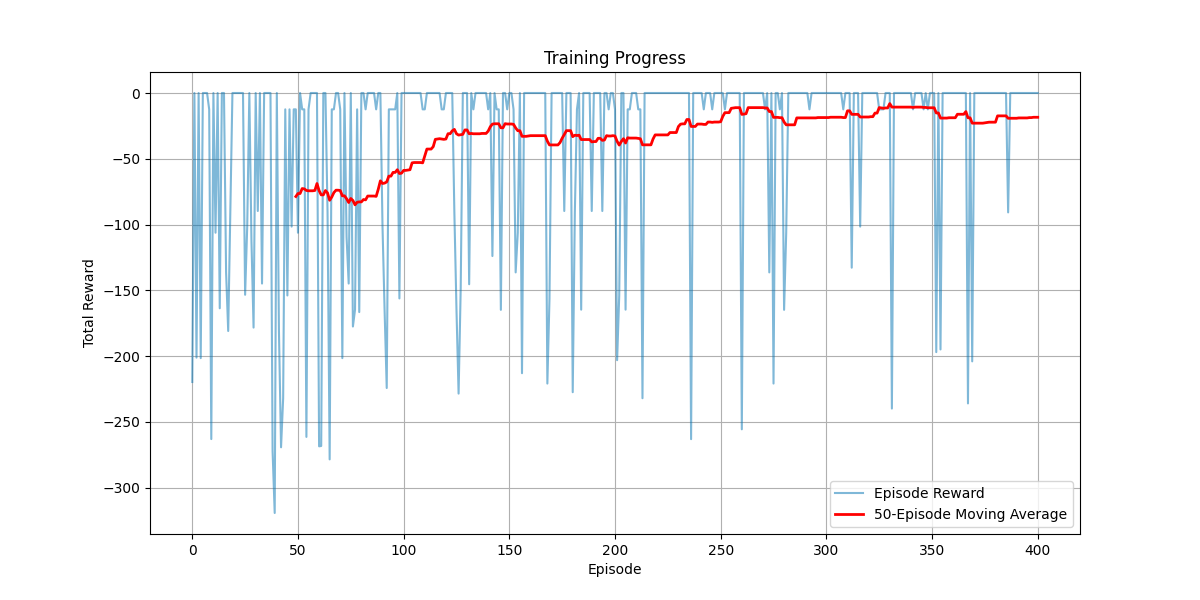 Training Progress
Total Reward
0
−50
−100
−150
−200
−250
−300
0 50 100 150 200 250 300 350 400
Episode
Episode Reward
50-Episode Moving Average